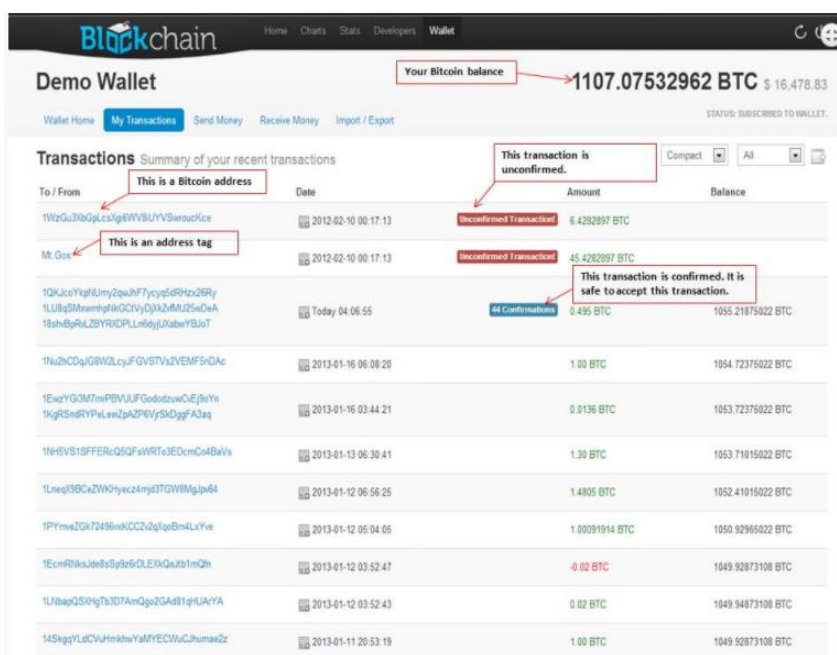 Blockchain Home Charts Stats Developers Wallet
Demo Wallet
Your Bitcoin balance
1107.07532962 BTC $ 16,478.83
Wallet Home My Transactions Send Money Receive Money Import / Export
STATUS: SUBSCRIBED TO WALLET.
Transactions Summary of your recent transactions
This transaction is
unconfirmed.
Compact All
This is a Bitcoin address
To / From Date Amount Balance
2012-02-10 00:17:13 Unconfirmed Transaction! 6.4282897 BTC
This is an address tag
Mt.Gox 2012-02-10 00:17:13 Unconfirmed Transaction! 45.4282897 BTC
This transaction is confirmed. It is
safe to accept this transaction.
Today 04:06:55 44 Confirmations 0.495 BTC 1055.21875022 BTC
2013-01-16 06:08:20 1.00 BTC 1054.72375022 BTC
2013-01-16 03:44:21 0.0136 BTC 1053.72375022 BTC
2013-01-13 06:30:41 1.30 BTC 1053.71015022 BTC
2013-01-12 06:56:25 1.4805 BTC 1052.41015022 BTC
2013-01-12 05:04:05 1.00091914 BTC 1050.92965022 BTC
2013-01-12 03:52:47 -0.02 BTC 1049.92873108 BTC
2013-01-12 03:52:43 0.02 BTC 1049.94873108 BTC
2013-01-11 20:53:19 1.00 BTC 1049.92873108 BTC